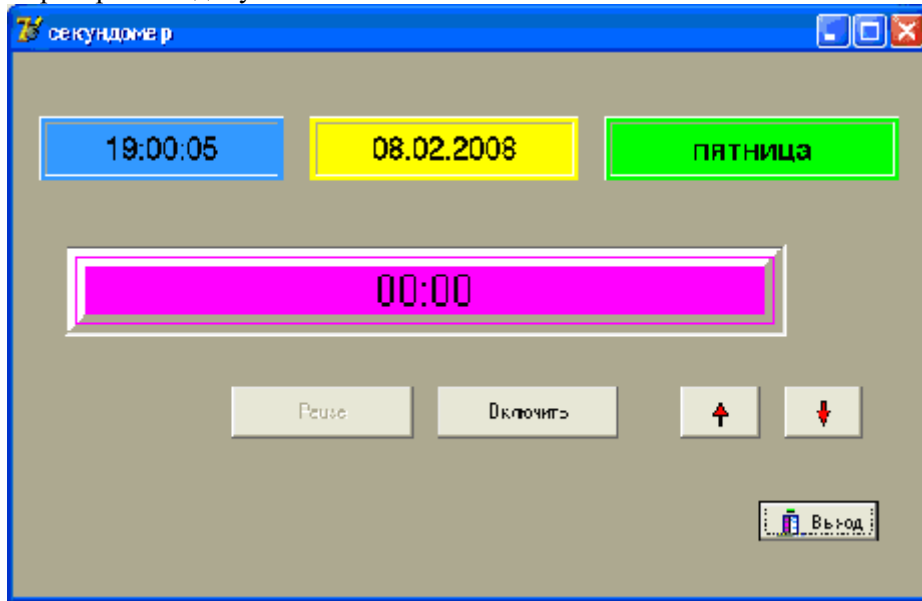 секундомер
19:00:05 08.02.2008 пятница
00:00
Pause Включить
Выход